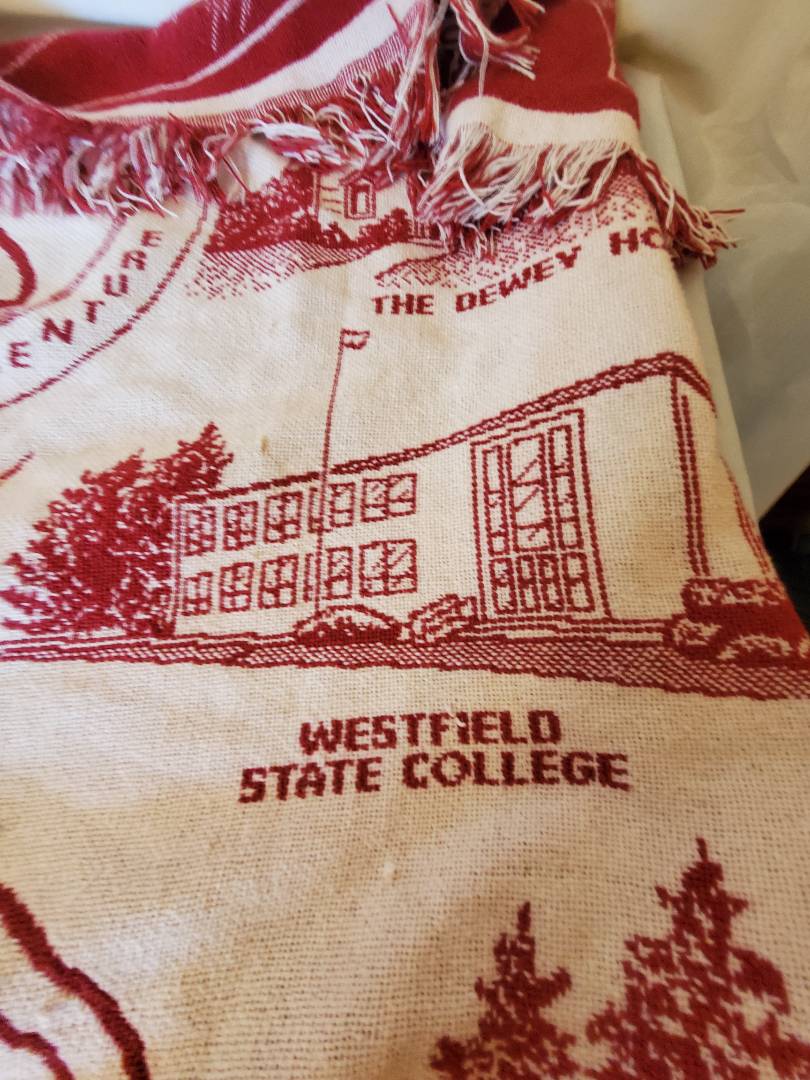 THE DEWEY HO
ENTURE
WESTFIELD
STATE COLLEGE